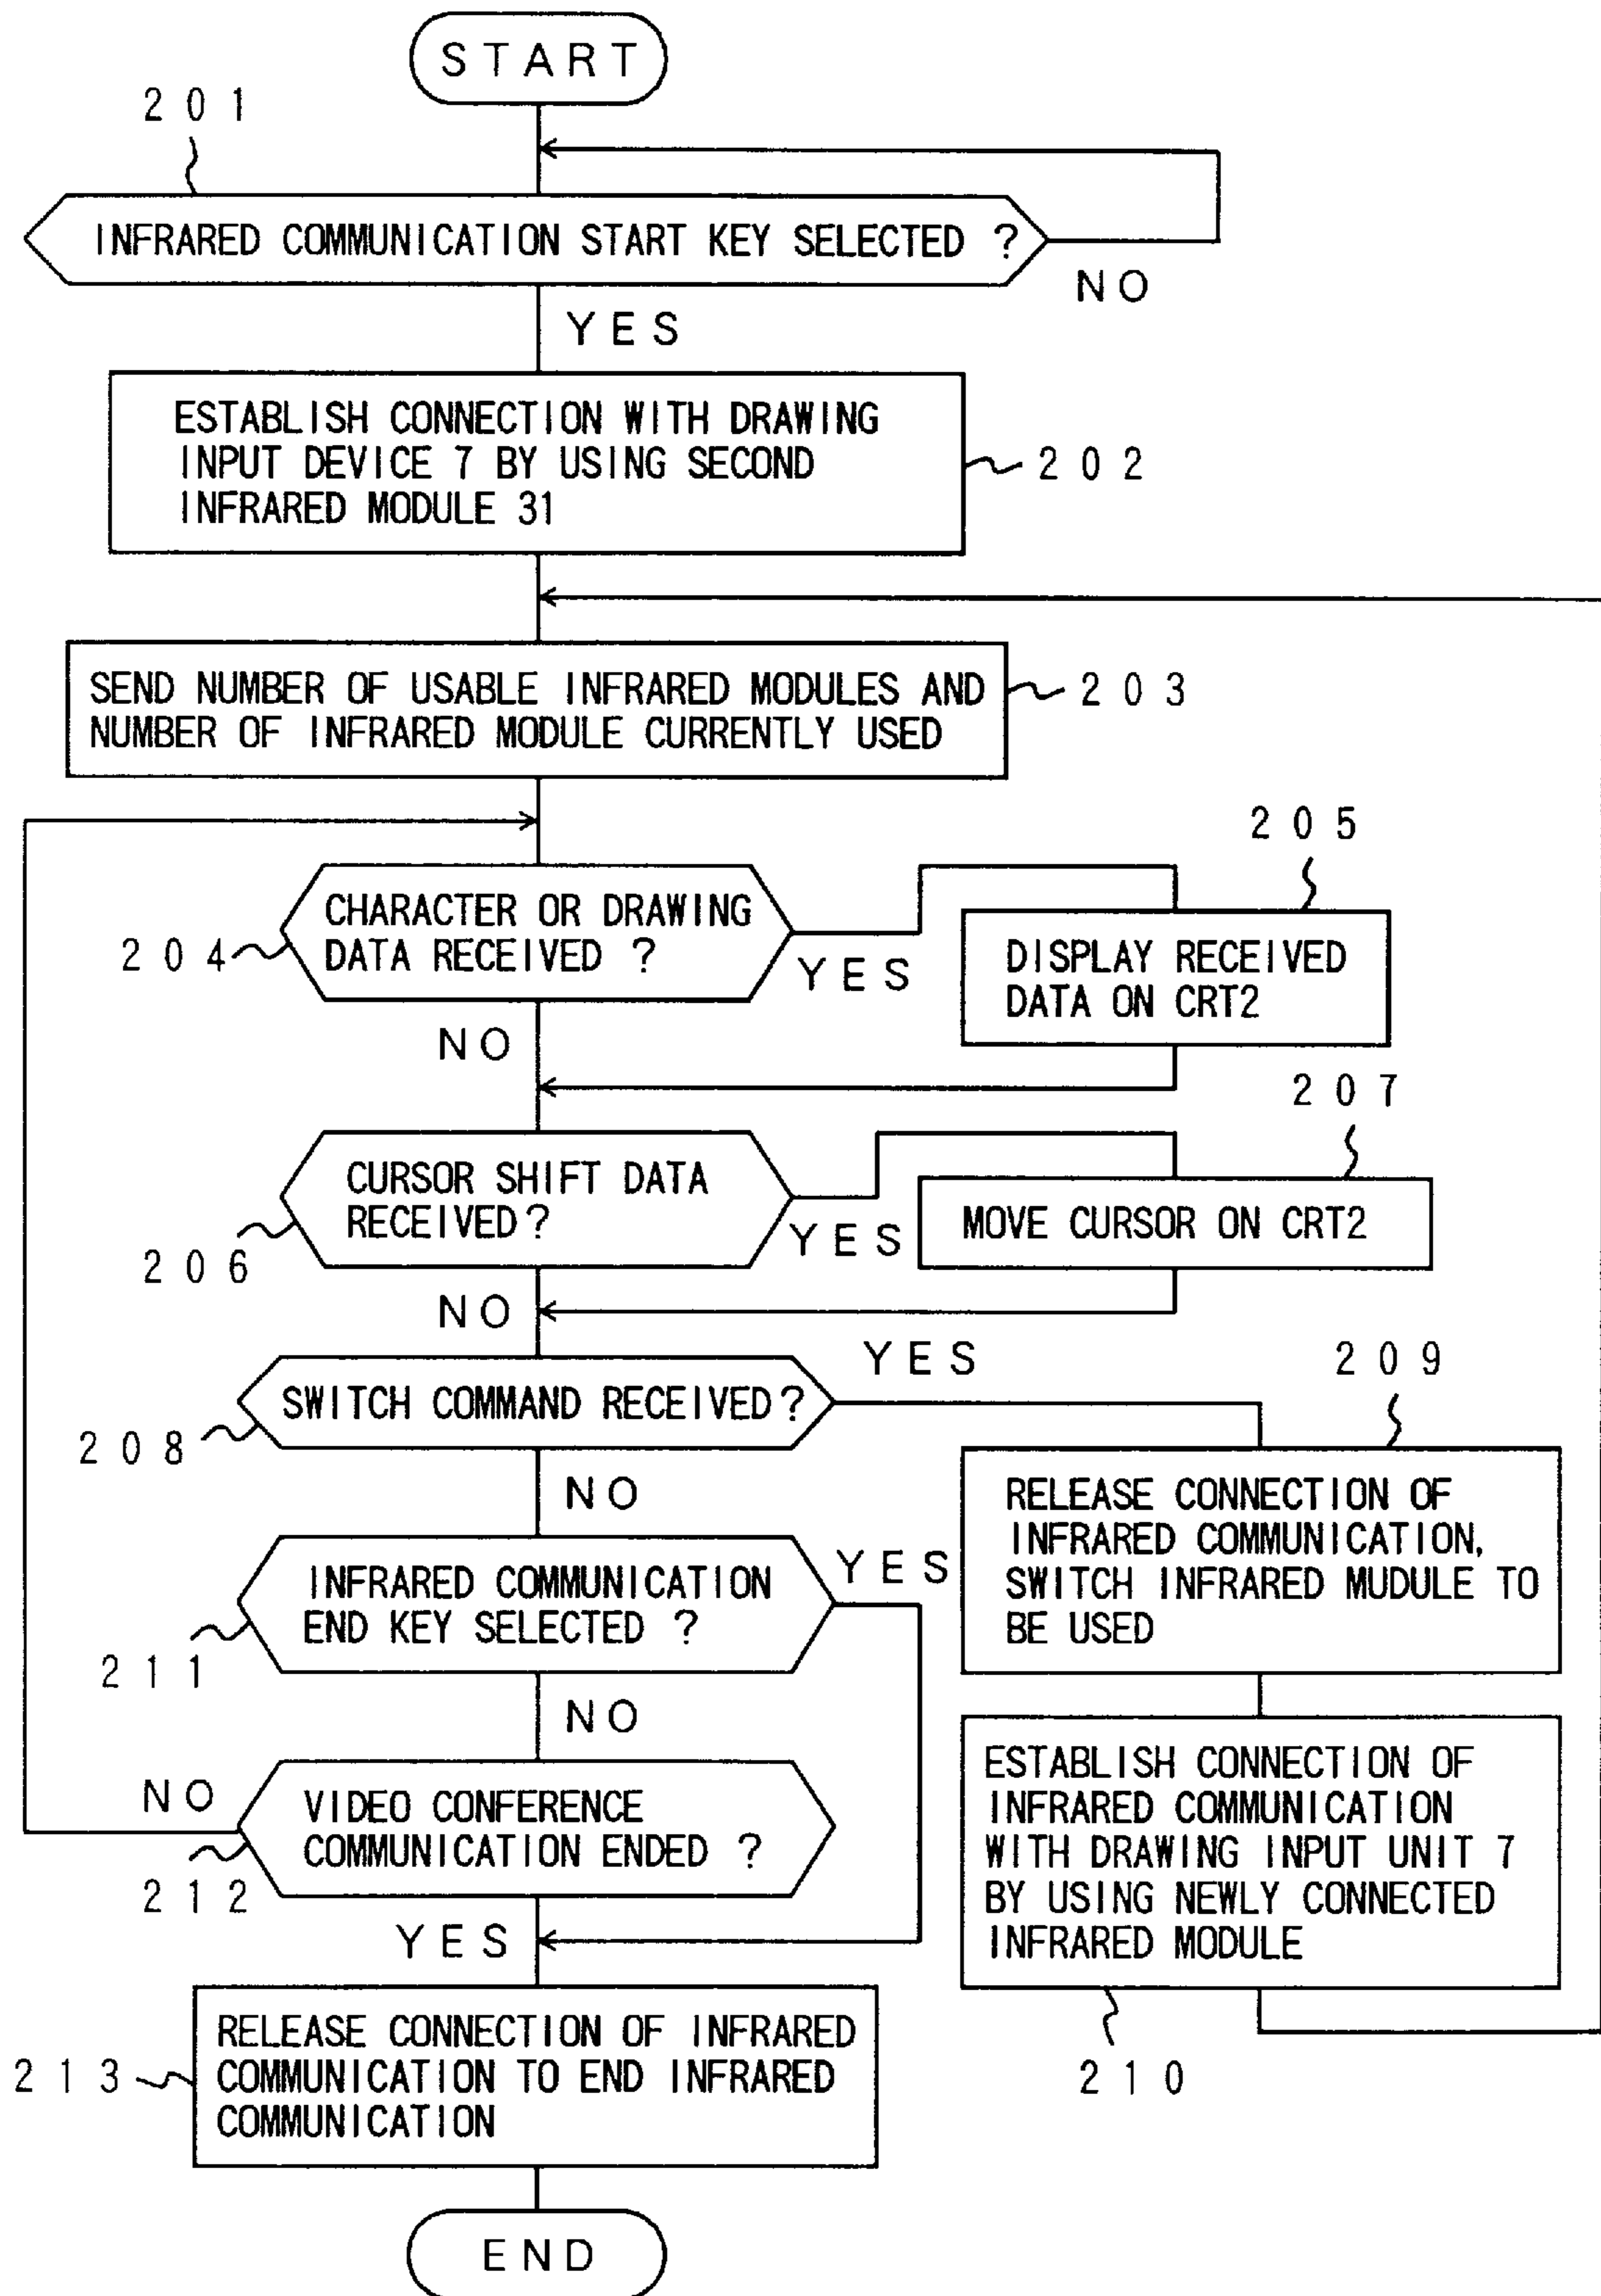 START
201
INFRARED COMMUNICATION START KEY SELECTED ?
NO
YES
ESTABLISH CONNECTION WITH DRAWING
INPUT DEVICE 7 BY USING SECOND
INFRARED MODULE 31
202
SEND NUMBER OF USABLE INFRARED MODULES AND
NUMBER OF INFRARED MODULE CURRENTLY USED
203
CHARACTER OR DRAWING
DATA RECEIVED ?
204
YES
205
DISPLAY RECEIVED
DATA ON CRT2
NO
CURSOR SHIFT DATA
RECEIVED?
206
YES
207
MOVE CURSOR ON CRT2
NO
SWITCH COMMAND RECEIVED?
208
YES
209
RELEASE CONNECTION OF
INFRARED COMMUNICATION,
SWITCH INFRARED MUDULE TO
BE USED
NO
INFRARED COMMUNICATION
END KEY SELECTED ?
211
YES
NO
ESTABLISH CONNECTION OF
INFRARED COMMUNICATION
WITH DRAWING INPUT UNIT 7
BY USING NEWLY CONNECTED
INFRARED MODULE
210
NO
VIDEO CONFERENCE
COMMUNICATION ENDED ?
212
YES
RELEASE CONNECTION OF INFRARED
COMMUNICATION TO END INFRARED
COMMUNICATION
213
END